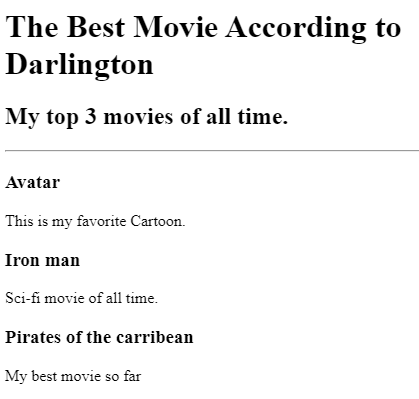 The Best Movie According to
Darlington
My top 3 movies of all time.
Avatar
This is my favorite Cartoon.
Iron man
Sci-fi movie of all time.
Pirates of the carribean
My best movie so far